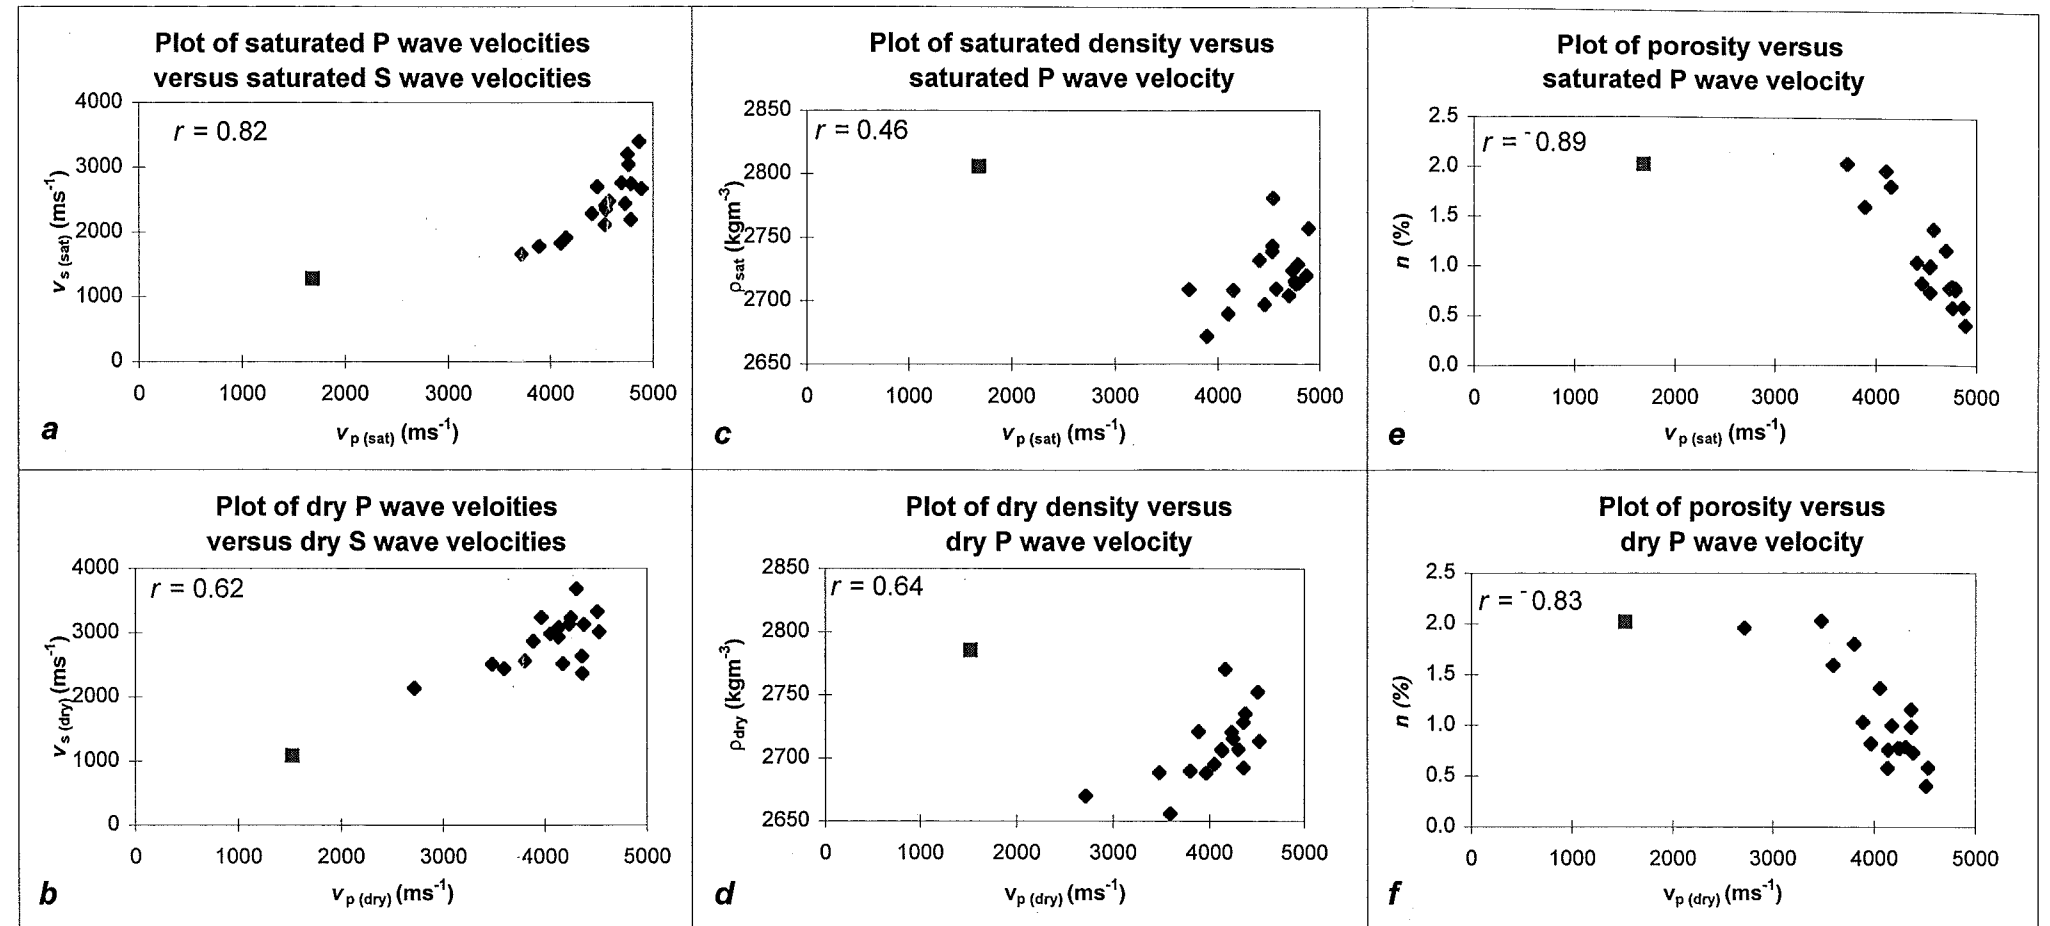 Plot of saturated P wave velocities
versus saturated S wave velocities
r = 0.82
4000
3000
2000
1000
0
v s (sat) (ms-1)
0 1000 2000 3000 4000 5000
v p (sat) (ms-1)
a
Plot of saturated density versus
saturated P wave velocity
r = 0.46
2850
2800
2750
2700
2650
ρsat (kgm-3)
0 1000 2000 3000 4000 5000
v p (sat) (ms-1)
c
Plot of porosity versus
saturated P wave velocity
r = -0.89
2.5
2.0
1.5
1.0
0.5
0.0
n (%)
0 1000 2000 3000 4000 5000
v p (sat) (ms-1)
e
Plot of dry P wave veloities
versus dry S wave velocities
r = 0.62
4000
3000
2000
1000
0
v s (dry) (ms-1)
0 1000 2000 3000 4000 5000
v p (dry) (ms-1)
b
Plot of dry density versus
dry P wave velocity
r = 0.64
2850
2800
2750
2700
2650
ρdry (kgm-3)
0 1000 2000 3000 4000 5000
v p (dry) (ms-1)
d
Plot of porosity versus
dry P wave velocity
r = -0.83
2.5
2.0
1.5
1.0
0.5
0.0
n (%)
0 1000 2000 3000 4000 5000
v p (dry) (ms-1)
f